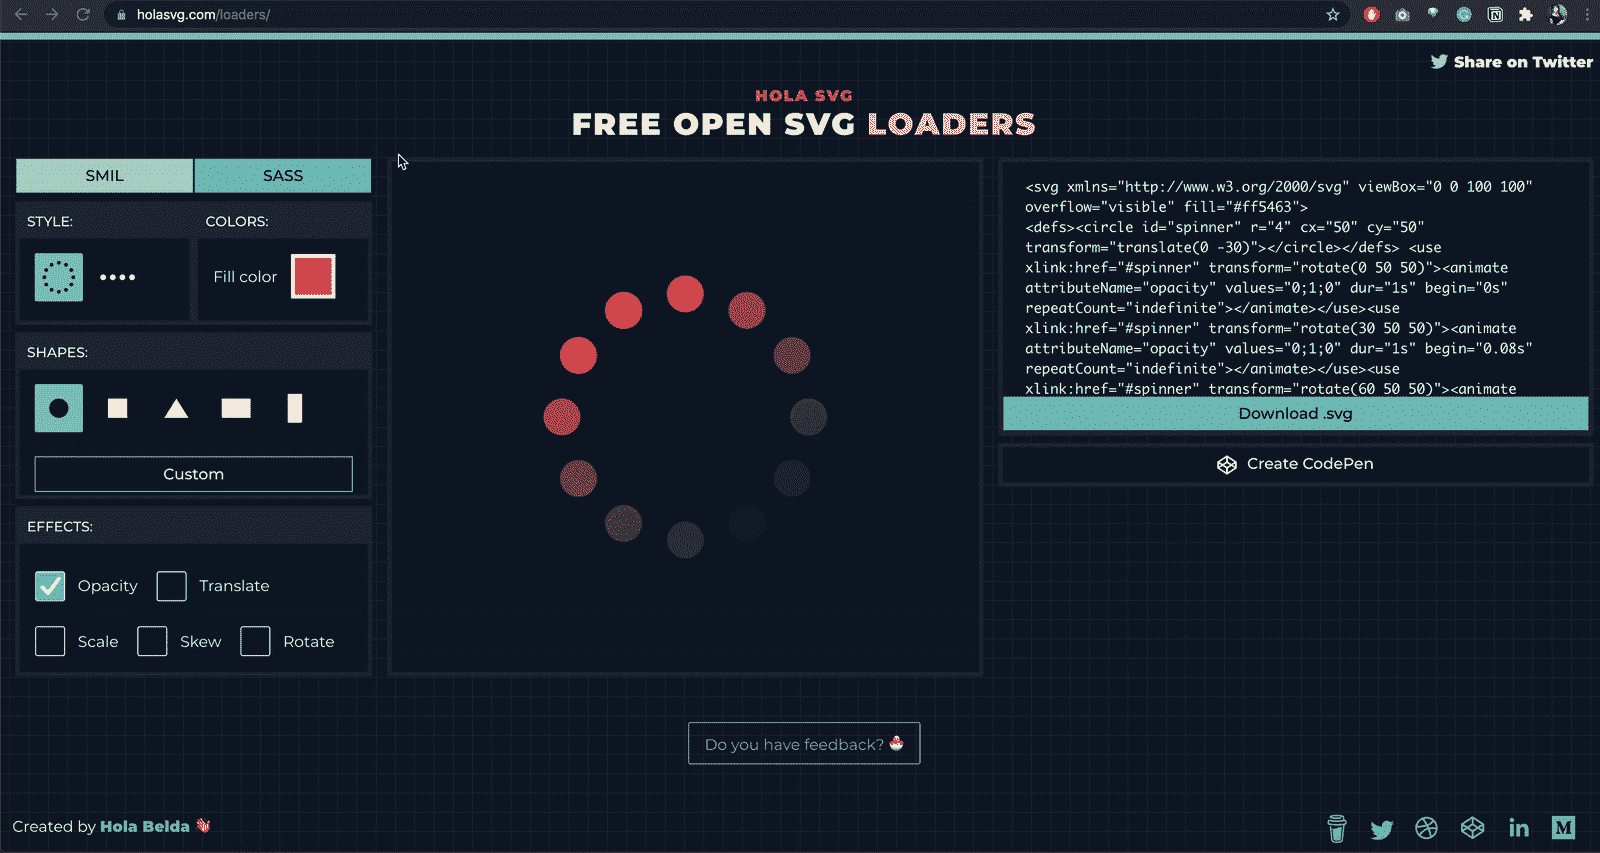 holasvg.com/loaders/
Share on Twitter
HOLA SVG
FREE OPEN SVG LOADERS
SMIL
SASS
STYLE:
COLORS:
Fill color
SHAPES:
Custom
EFFECTS:
Opacity
Translate
Scale
Skew
Rotate
<svg xmlns="http://www.w3.org/2000/svg" viewBox="0 0 100 100"
overflow="visible" fill="#ff5463">
<defs><circle id="spinner" r="4" cx="50" cy="50"
transform="translate(0 -30)"></circle></defs> <use
xlink:href="#spinner" transform="rotate(0 50 50)"><animate
attributeName="opacity" values="0;1;0" dur="1s" begin="0s"
repeatCount="indefinite"></animate></use><use
xlink:href="#spinner" transform="rotate(30 50 50)"><animate
attributeName="opacity" values="0;1;0" dur="1s" begin="0.08s"
repeatCount="indefinite"></animate></use><use
xlink:href="#spinner" transform="rotate(60 50 50)"><animate
Download .svg
Create CodePen
Do you have feedback?
Created by Hola Belda